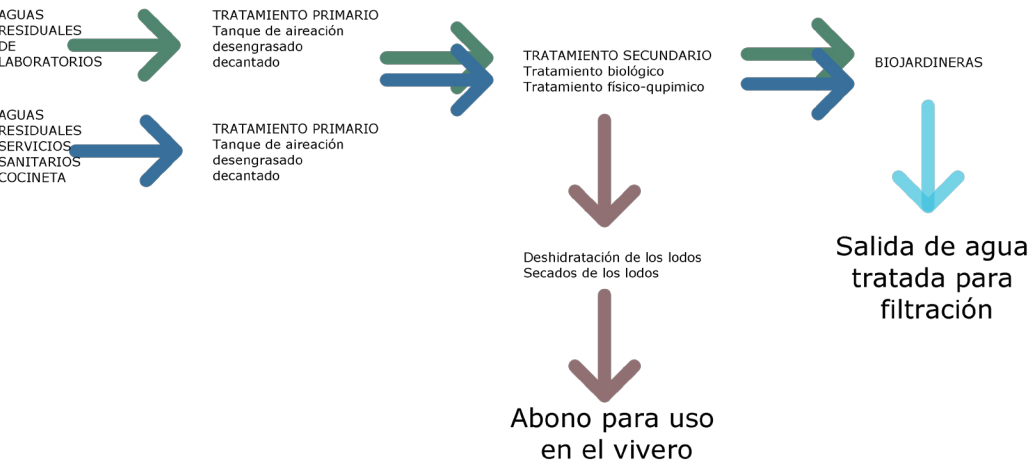 AGUAS
RESIDUALES
DE
LABORATORIOS
TRATAMIENTO PRIMARIO
Tanque de aireación
desengrasado
decantado
AGUAS
RESIDUALES
SERVICIOS
SANITARIOS
COCINETA
TRATAMIENTO PRIMARIO
Tanque de aireación
desengrasado
decantado
TRATAMIENTO SECUNDARIO
Tratamiento biológico
Tratamiento físico-qupimico
BIOJARDINERAS
Deshidratación de los lodos
Secados de los lodos
Salida de agua
tratada para
filtración
Abono para uso
en el vivero